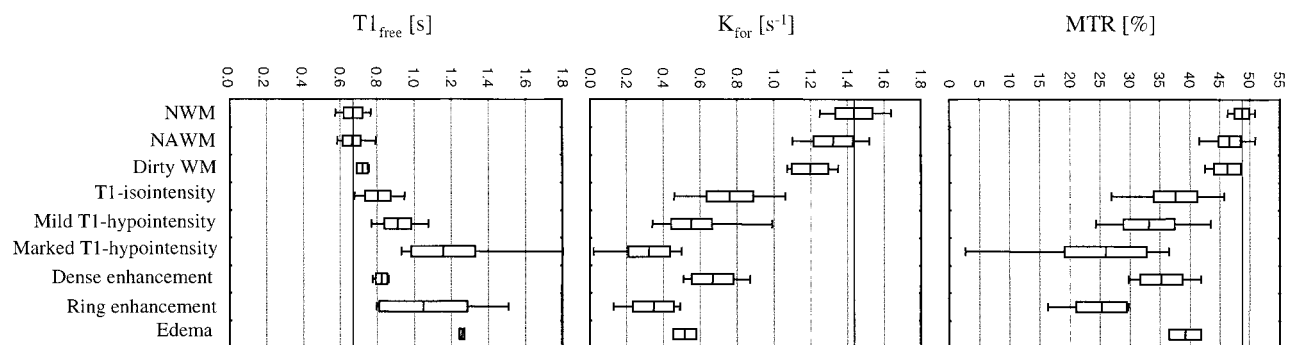 T1free [s] Kfor [s-1] MTR [%]
0.0 0.2 0.4 0.6 0.8 1.0 1.2 1.4 1.6 1.8 0.0 0.2 0.4 0.6 0.8 1.0 1.2 1.4 1.6 1.8 0 5 10 15 20 25 30 35 40 45 50 55
NWM
NAWM
Dirty WM
T1-isointensity
Mild T1-hypointensity
Marked T1-hypointensity
Dense enhancement
Ring enhancement
Edema